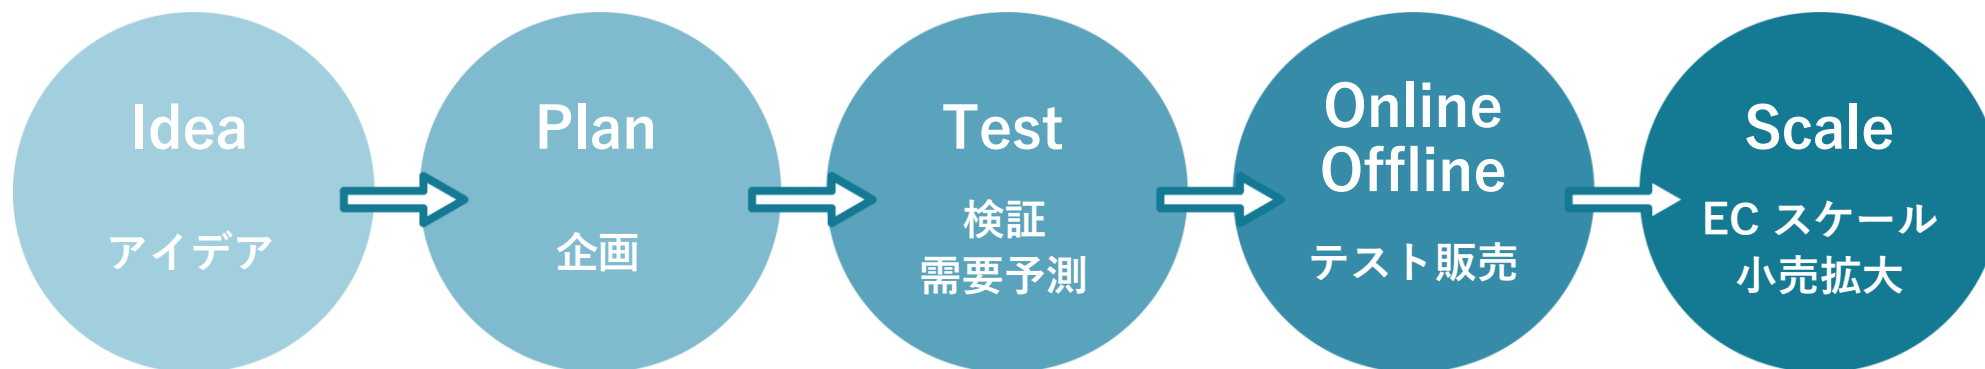 Idea
アイデア
Plan
企画
Test
検証
需要予測
Online
Offline
テスト販売
Scale
EC スケール
小売拡大